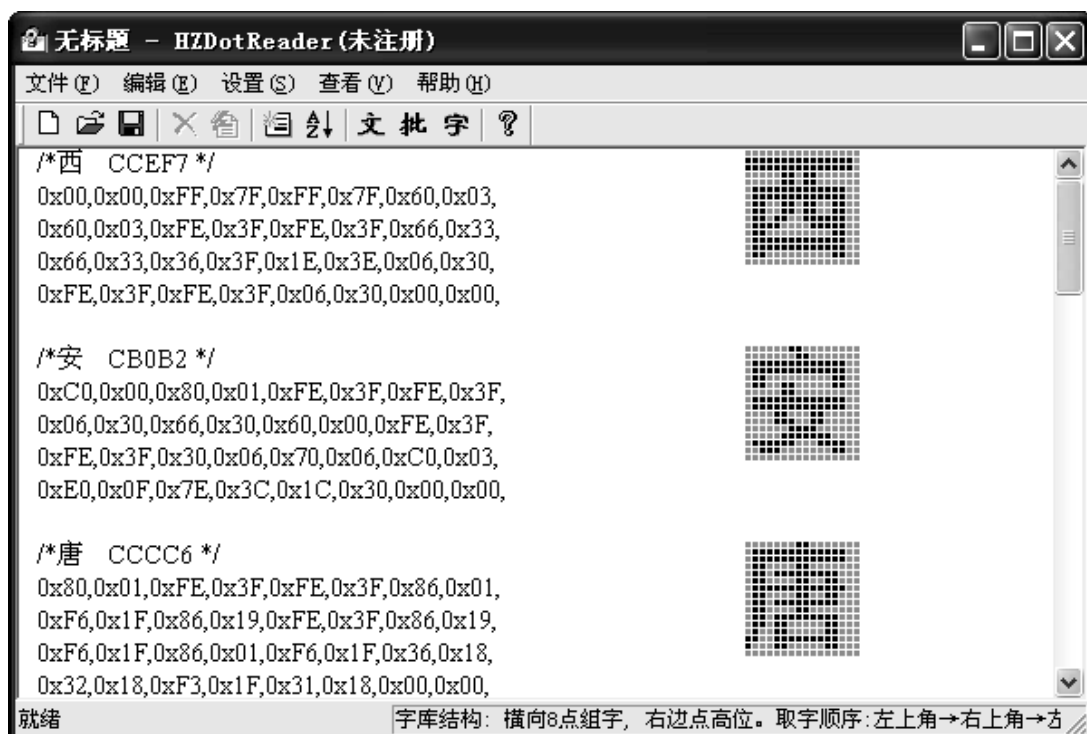 无标题 - HZDotReader(未注册)
文件(F) 编辑(E) 设置(S) 查看(V) 帮助(H)
文 批 字
/*西 CCEF7 */
0x00,0x00,0xFF,0x7F,0xFF,0x7F,0x60,0x03,
0x60,0x03,0xFE,0x3F,0xFE,0x3F,0x66,0x33,
0x66,0x33,0x36,0x3F,0x1E,0x3E,0x06,0x30,
0xFE,0x3F,0xFE,0x3F,0x06,0x30,0x00,0x00,
西
/*安 CB0B2 */
0xC0,0x00,0x80,0x01,0xFE,0x3F,0xFE,0x3F,
0x06,0x30,0x66,0x30,0x60,0x00,0xFE,0x3F,
0xFE,0x3F,0x30,0x06,0x70,0x06,0xC0,0x03,
0xE0,0x0F,0x7E,0x3C,0x1C,0x30,0x00,0x00,
安
/*唐 CCCC6 */
0x80,0x01,0xFE,0x3F,0xFE,0x3F,0x86,0x01,
0xF6,0x1F,0x86,0x19,0xFE,0x3F,0x86,0x19,
0xF6,0x1F,0x86,0x01,0xF6,0x1F,0x36,0x18,
0x32,0x18,0xF3,0x1F,0x31,0x18,0x00,0x00,
唐
就绪
字库结构: 横向8点组字, 右边点高位。取字顺序:左上角→右上角→左